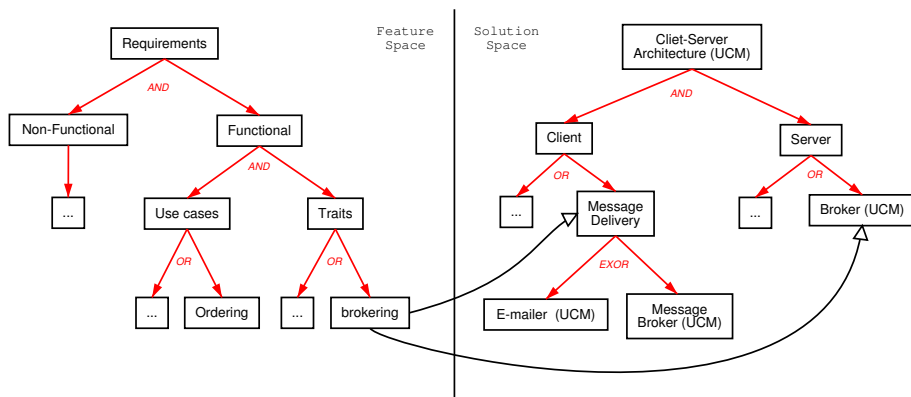 Requirements
Feature
Space
Solution
Space
Cliet-Server
Architecture (UCM)
AND
AND
Non-Functional
Functional
Client
Server
AND
OR
OR
...
Use cases
Traits
...
Message
Delivery
...
Broker (UCM)
OR
OR
EXOR
...
Ordering
...
brokering
E-mailer (UCM)
Message
Broker (UCM)